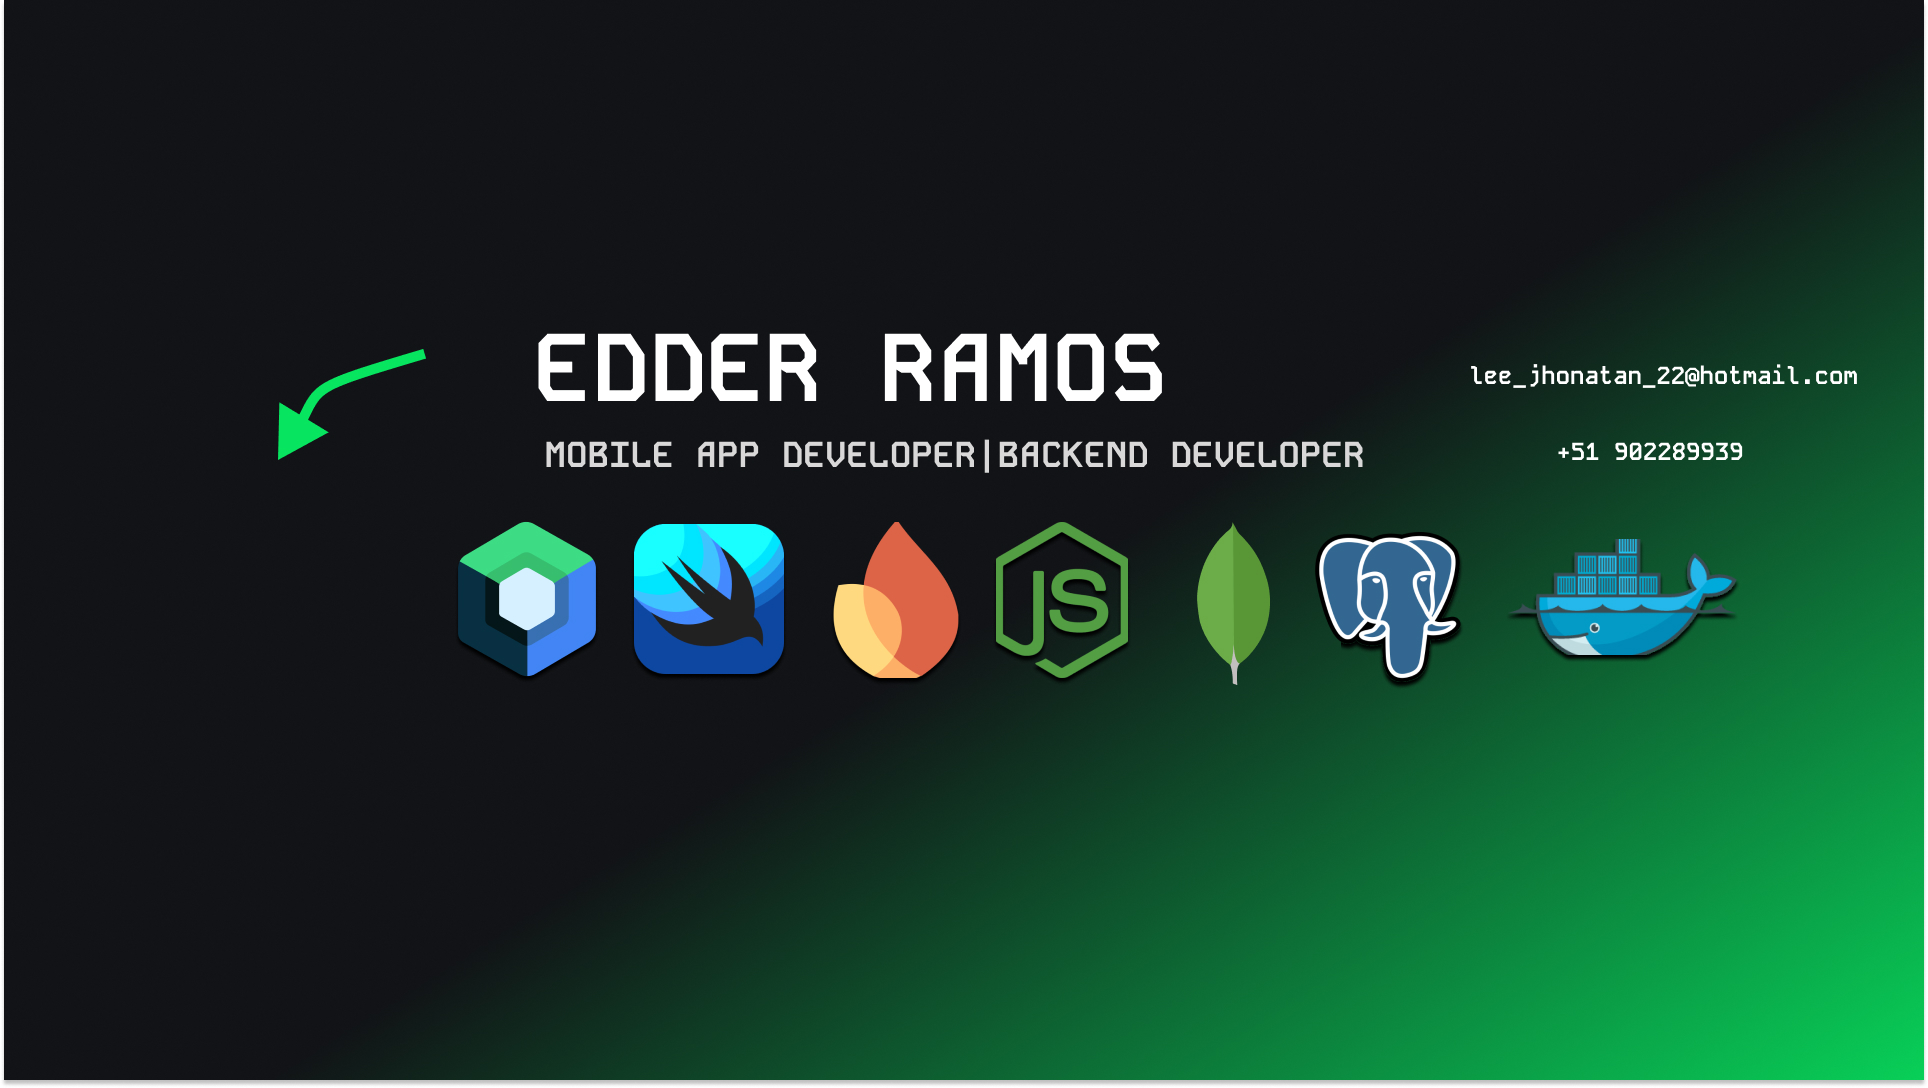 EDDER RAMOS
MOBILE APP DEVELOPER|BACKEND DEVELOPER
lee_jhonatan_22@hotmail.com
+51 902289939
JS